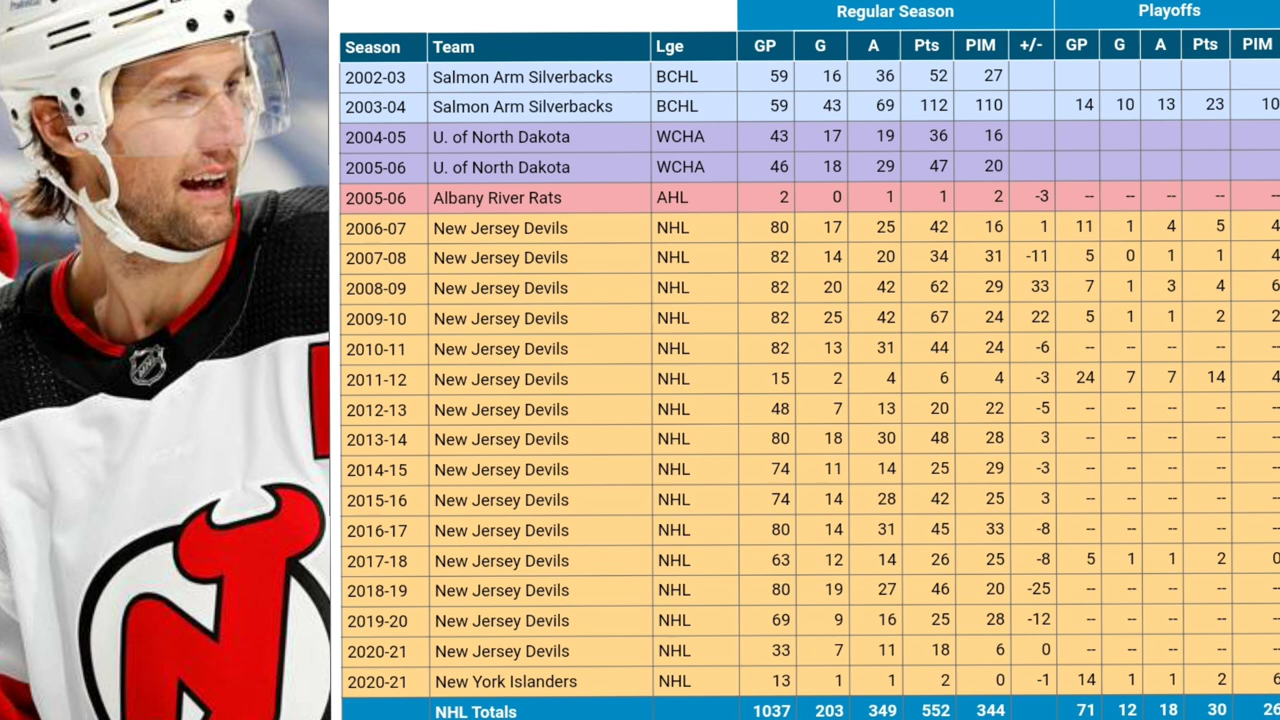 Regular Season Playoffs
Season Team Lge GP G A Pts PIM +/- GP G A Pts PIM
2002-03 Salmon Arm Silverbacks BCHL 59 16 36 52 27
2003-04 Salmon Arm Silverbacks BCHL 59 43 69 112 110 14 10 13 23 10
2004-05 U. of North Dakota WCHA 43 17 19 36 16
2005-06 U. of North Dakota WCHA 46 18 29 47 20
2005-06 Albany River Rats AHL 2 0 1 1 2 -3 -- -- -- -- --
2006-07 New Jersey Devils NHL 80 17 25 42 16 1 11 1 4 5 4
2007-08 New Jersey Devils NHL 82 14 20 34 31 -11 5 0 1 1 4
2008-09 New Jersey Devils NHL 82 20 42 62 29 33 7 1 3 4 6
2009-10 New Jersey Devils NHL 82 25 42 67 24 22 5 1 1 2 2
2010-11 New Jersey Devils NHL 82 13 31 44 24 -6 -- -- -- -- --
2011-12 New Jersey Devils NHL 15 2 4 6 4 -3 24 7 7 14 4
2012-13 New Jersey Devils NHL 48 7 13 20 22 -5 -- -- -- -- --
2013-14 New Jersey Devils NHL 80 18 30 48 28 3 -- -- -- -- --
2014-15 New Jersey Devils NHL 74 11 14 25 29 -3 -- -- -- -- --
2015-16 New Jersey Devils NHL 74 14 28 42 25 3 -- -- -- -- --
2016-17 New Jersey Devils NHL 80 14 31 45 33 -8 -- -- -- -- --
2017-18 New Jersey Devils NHL 63 12 14 26 25 -8 5 1 1 2 0
2018-19 New Jersey Devils NHL 80 19 27 46 20 -25 -- -- -- -- --
2019-20 New Jersey Devils NHL 69 9 16 25 28 -12 -- -- -- -- --
2020-21 New Jersey Devils NHL 33 7 11 18 6 0 -- -- -- -- --
2020-21 New York Islanders NHL 13 1 1 2 0 -1 14 1 1 2 6
NHL Totals 1037 203 349 552 344 71 12 18 30 26
NHL